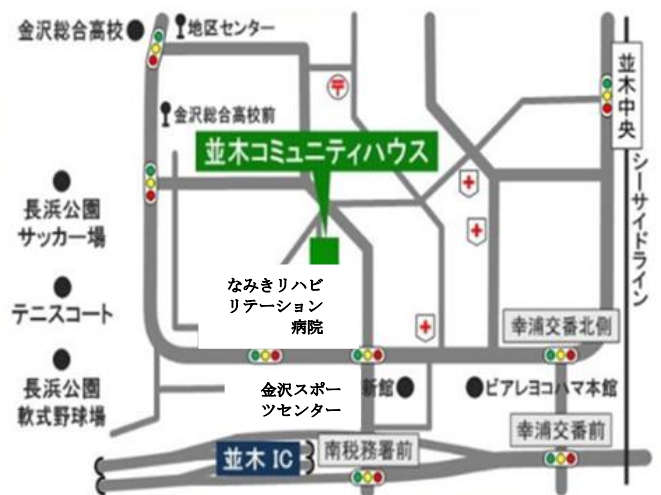 金沢総合高校
地区センター
金沢総合高校前
並木コミュニティハウス
並木中央
シーサイドライン
長浜公園
サッカー場
なみきリハビ
リテーション
病院
テニスコート
幸浦交番北側
長浜公園
軟式野球場
金沢スポー
ツセンター
新館
ピアレヨコハマ本館
幸浦交番前
並木 IC
南税務署前